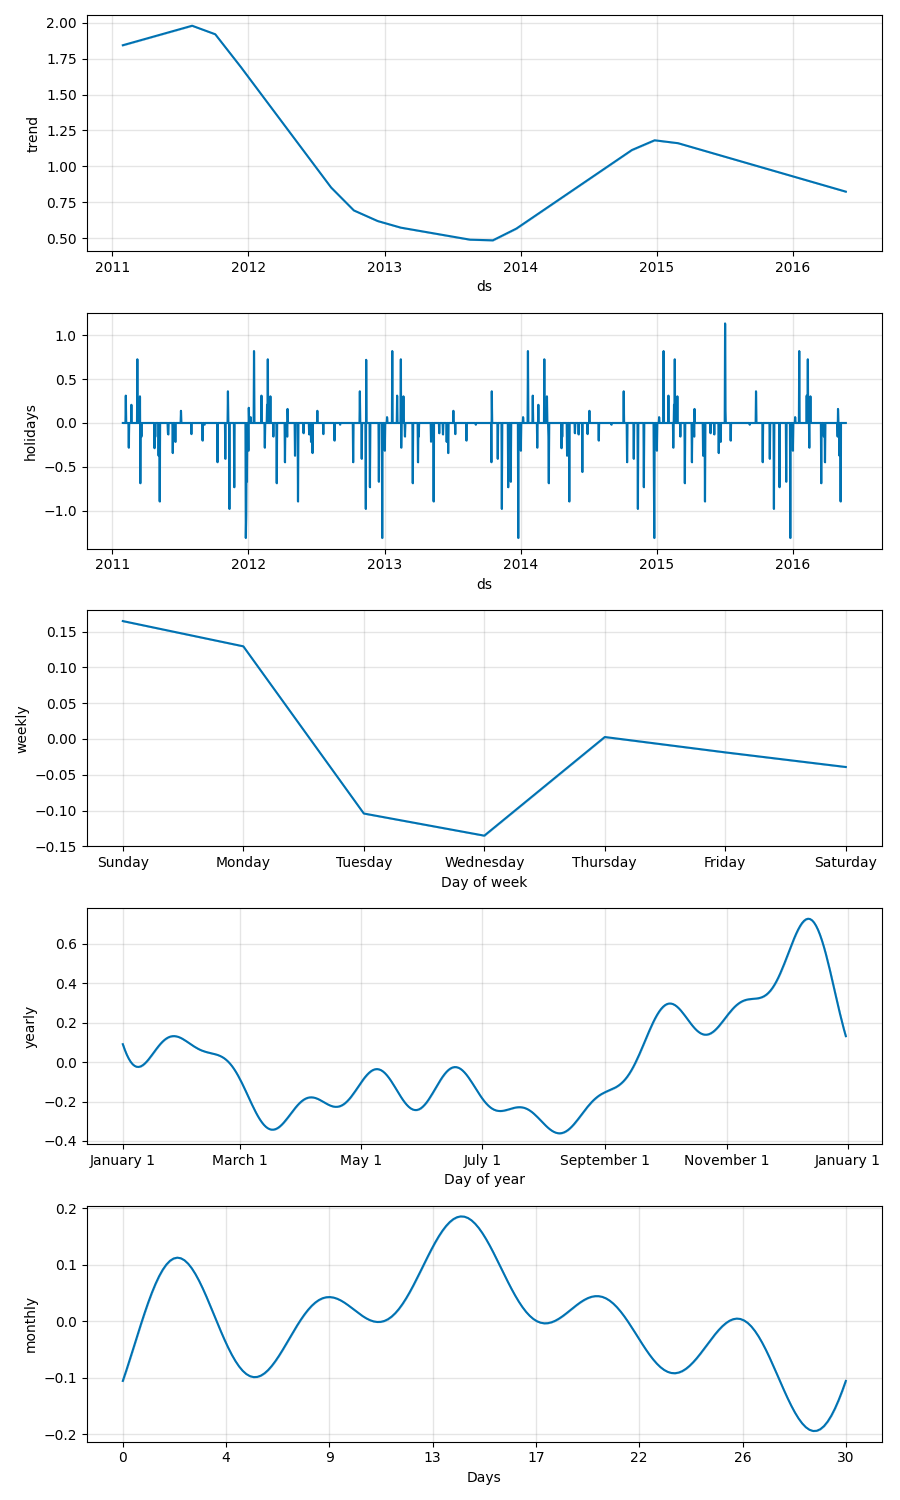 trend
2.00
1.75
1.50
1.25
1.00
0.75
0.50
2011 2012 2013 2014 2015 2016
ds
holidays
1.0
0.5
0.0
−0.5
−1.0
2011 2012 2013 2014 2015 2016
ds
weekly
0.15
0.10
0.05
0.00
−0.05
−0.10
−0.15
Sunday Monday Tuesday Wednesday Thursday Friday Saturday
Day of week
yearly
0.6
0.4
0.2
0.0
−0.2
−0.4
January 1 March 1 May 1 July 1 September 1 November 1 January 1
Day of year
monthly
0.2
0.1
0.0
−0.1
−0.2
0 4 9 13 17 22 26 30
Days